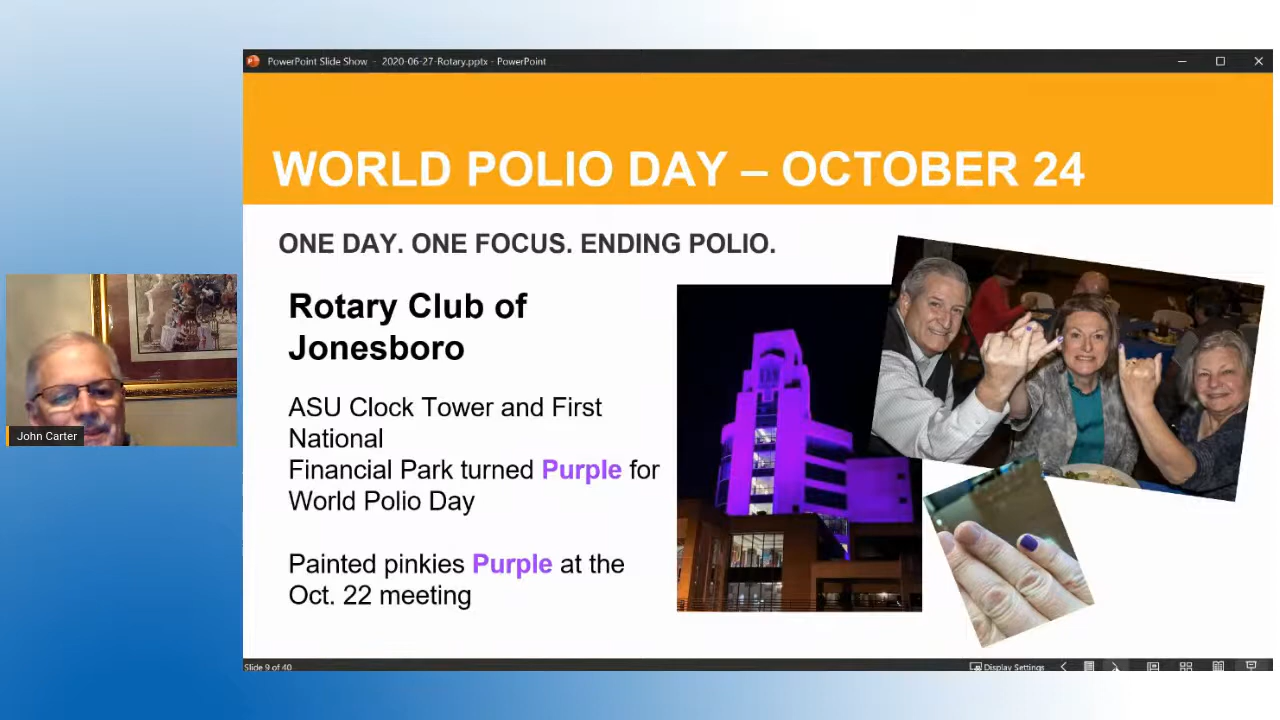 PowerPoint Slide Show - 2020-06-27-Rotary.pptx - PowerPoint
WORLD POLIO DAY – OCTOBER 24
ONE DAY. ONE FOCUS. ENDING POLIO.
Rotary Club of
Jonesboro
ASU Clock Tower and First
National
Financial Park turned Purple for
World Polio Day
Painted pinkies Purple at the
Oct. 22 meeting
John Carter
Slide 9 of 40
Display Settings